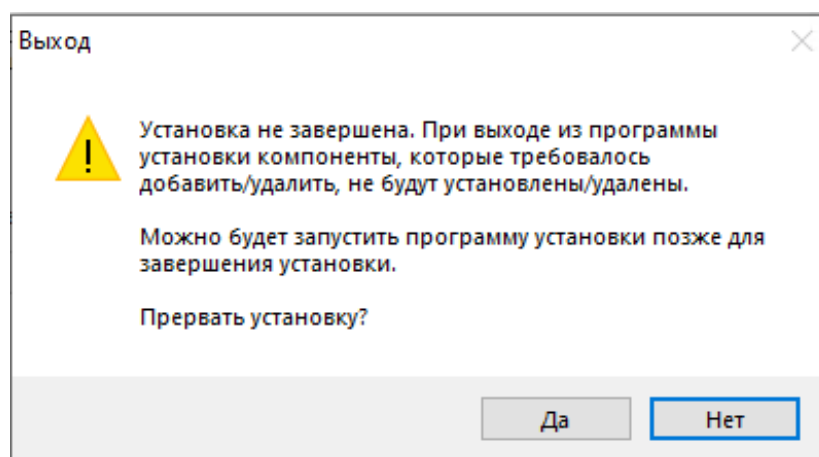 Выход
Установка не завершена. При выходе из программы
установки компоненты, которые требовалось
добавить/удалить, не будут установлены/удалены.
Можно будет запустить программу установки позже для
завершения установки.
Прервать установку?
Да
Нет